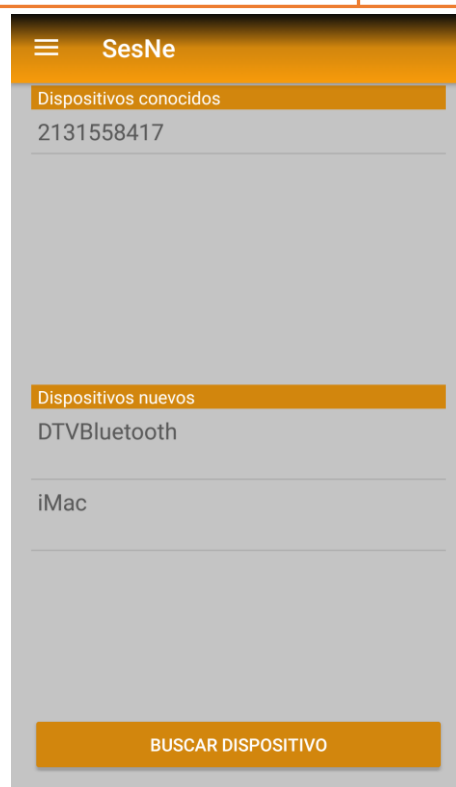 SesNe
Dispositivos conocidos
2131558417
Dispositivos nuevos
DTVBluetooth
iMac
BUSCAR DISPOSITIVO